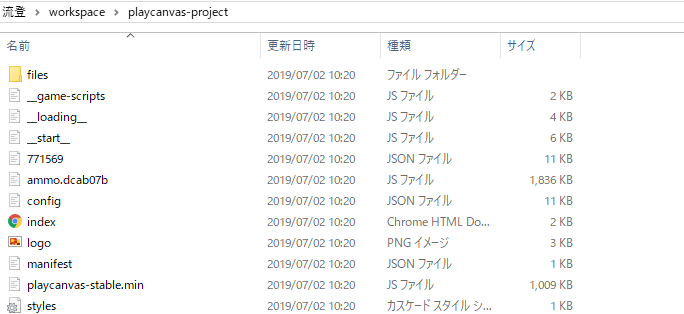 流登 > workspace > playcanvas-project
名前 更新日時 種類 サイズ
files 2019/07/02 10:20 ファイル フォルダー
__game-scripts 2019/07/02 10:20 JS ファイル 2 KB
__loading__ 2019/07/02 10:20 JS ファイル 4 KB
__start__ 2019/07/02 10:20 JS ファイル 6 KB
771569 2019/07/02 10:20 JSON ファイル 11 KB
ammo.dcab07b 2019/07/02 10:20 JS ファイル 1,836 KB
config 2019/07/02 10:20 JSON ファイル 11 KB
index 2019/07/02 10:20 Chrome HTML Do... 2 KB
logo 2019/07/02 10:20 PNG イメージ 3 KB
manifest 2019/07/02 10:20 JSON ファイル 1 KB
playcanvas-stable.min 2019/07/02 10:20 JS ファイル 1,009 KB
styles 2019/07/02 10:20 カスケード スタイル シ... 1 KB